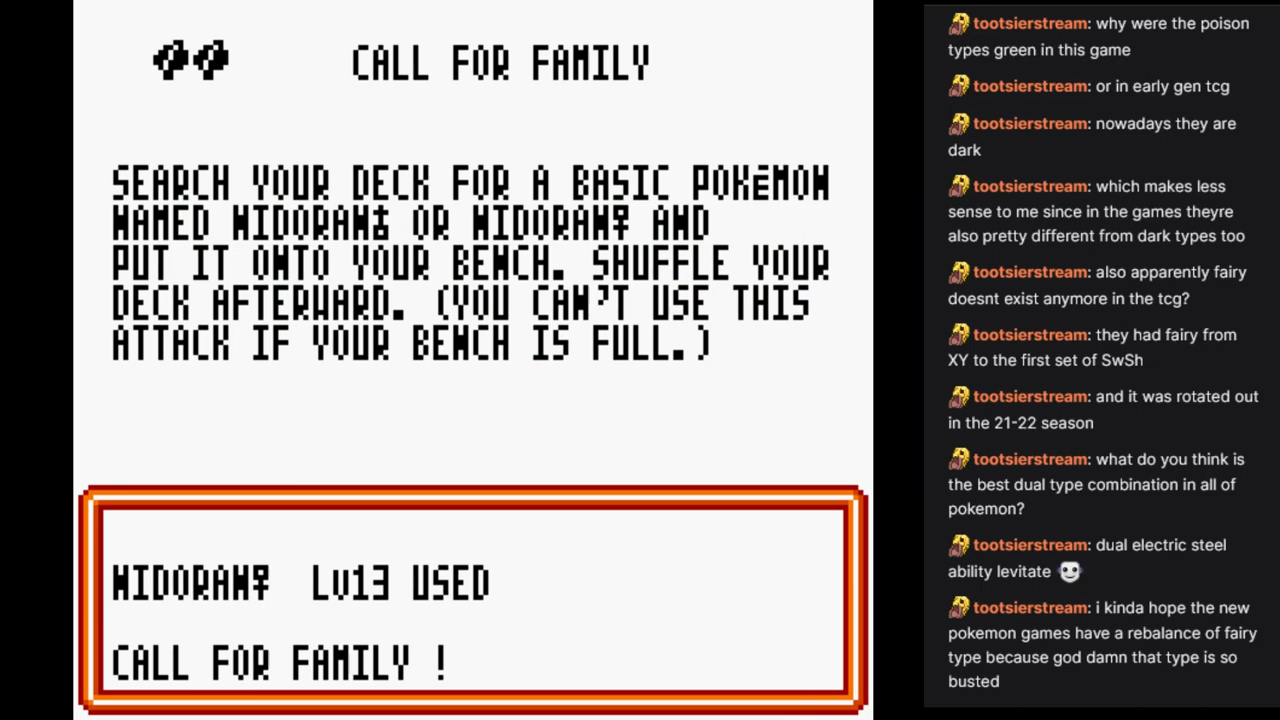 CALL FOR FAMILY
SEARCH YOUR DECK FOR A BASIC POKéMON
NAMED NIDORAN♂ OR NIDORAN♀ AND
PUT IT ONTO YOUR BENCH. SHUFFLE YOUR
DECK AFTERWARD. (YOU CAN'T USE THIS
ATTACK IF YOUR BENCH IS FULL.)
NIDORAN♀ Lv13 USED
CALL FOR FAMILY !
tootsierstream: why were the poison
types green in this game
tootsierstream: or in early gen tcg
tootsierstream: nowadays they are
dark
tootsierstream: which makes less
sense to me since in the games theyre
also pretty different from dark types too
tootsierstream: also apparently fairy
doesnt exist anymore in the tcg?
tootsierstream: they had fairy from
XY to the first set of SwSh
tootsierstream: and it was rotated out
in the 21-22 season
tootsierstream: what do you think is
the best dual type combination in all of
pokemon?
tootsierstream: dual electric steel
ability levitate
tootsierstream: i kinda hope the new
pokemon games have a rebalance of fairy
type because god damn that type is so
busted